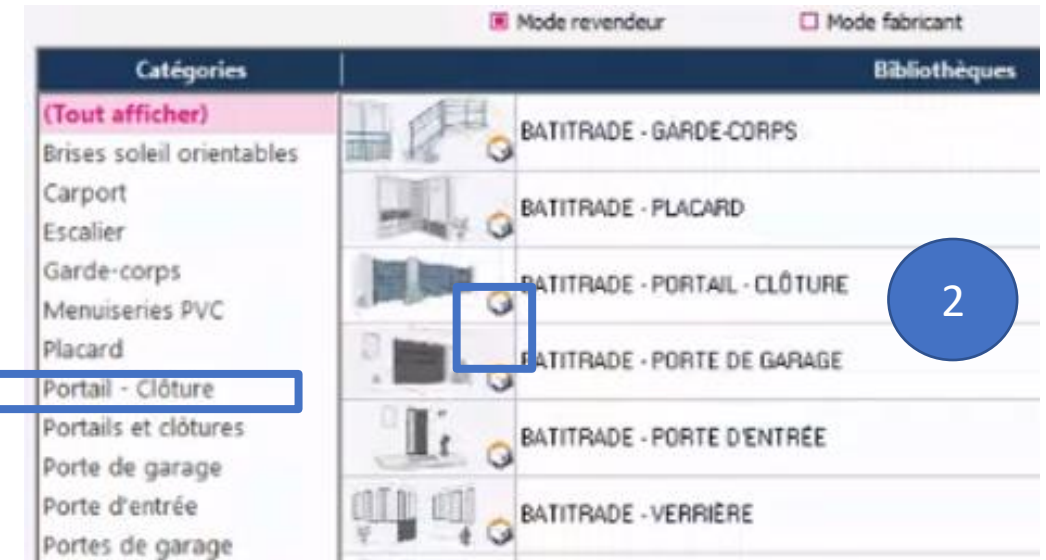 Mode revendeur
Mode fabricant
Catégories
Bibliothèques
(Tout afficher)
Brises soleil orientables
Carport
Escalier
Garde-corps
Menuiseries PVC
Placard
Portail - Clôture
Portails et clôtures
Porte de garage
Porte d'entrée
Portes de garage
BATITRADE - GARDE-CORPS
BATITRADE - PLACARD
BATITRADE - PORTAIL - CLÔTURE
BATITRADE - PORTE DE GARAGE
BATITRADE - PORTE D'ENTRÉE
BATITRADE - VERRIÈRE
2